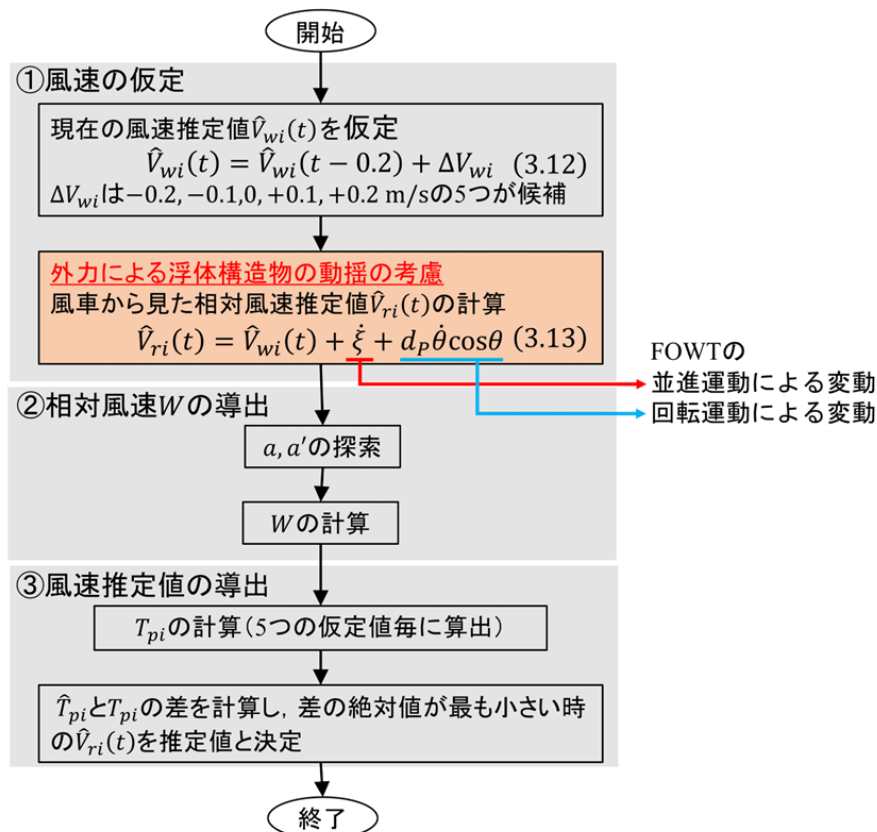 開始
①風速の仮定
現在の風速推定値V̂wi(t)を仮定
V̂wi(t) = V̂wi(t − 0.2) + ΔVwi (3.12)
ΔVwiは−0.2, −0.1,0, +0.1, +0.2 m/sの5つが候補
外力による浮体構造物の動揺の考慮
風車から見た相対風速推定値V̂ri(t)の計算
V̂ri(t) = V̂wi(t) + ξ̇ + dPθ̇cosθ (3.13)
FOWTの
並進運動による変動
回転運動による変動
②相対風速Wの導出
a, a′の探索
Wの計算
③風速推定値の導出
Tpiの計算（5つの仮定値毎に算出）
T̂piとTpiの差を計算し，差の絶対値が最も小さい時
のV̂ri(t)を推定値と決定
終了